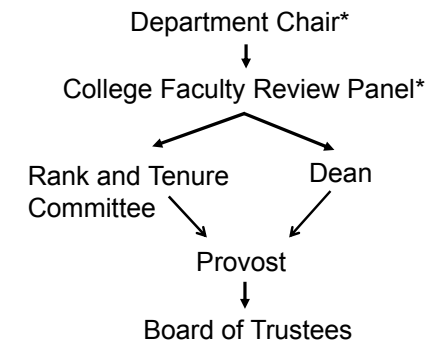 Department Chair*
College Faculty Review Panel*
Rank and Tenure
Committee
Dean
Provost
Board of Trustees